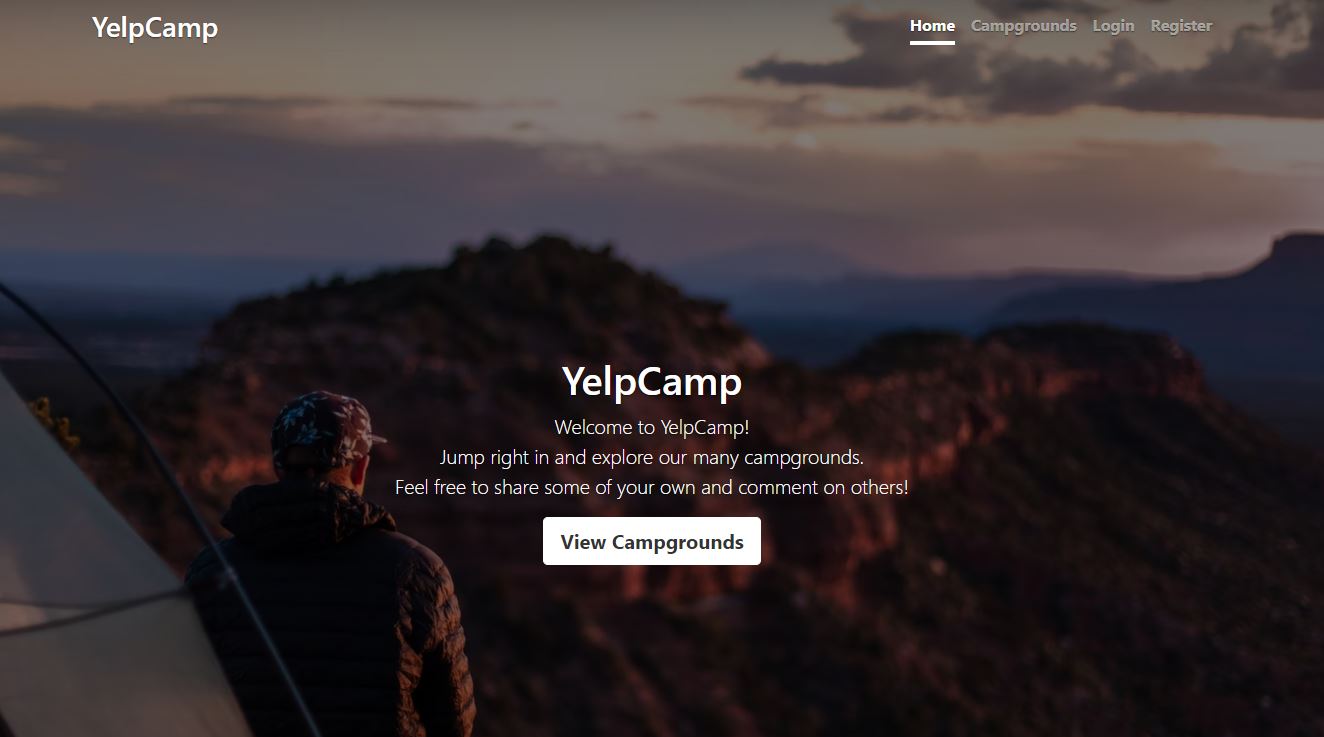 YelpCamp
Home Campgrounds Login Register
YelpCamp
Welcome to YelpCamp!
Jump right in and explore our many campgrounds.
Feel free to share some of your own and comment on others!
View Campgrounds